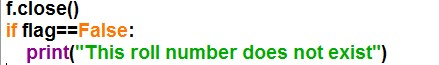 f.close()
if flag==False:
    print("This roll number does not exist")